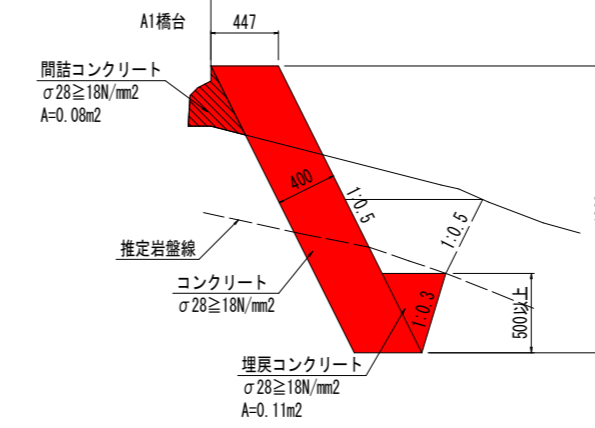 A1橋台
447
間詰コンクリート
σ28≧18N/mm2
A=0.08m2
400
1:0.5
1:0.5
推定岩盤線
コンクリート
σ28≧18N/mm2
1:0.3
500以上
埋戻コンクリート
σ28≧18N/mm2
A=0.11m2